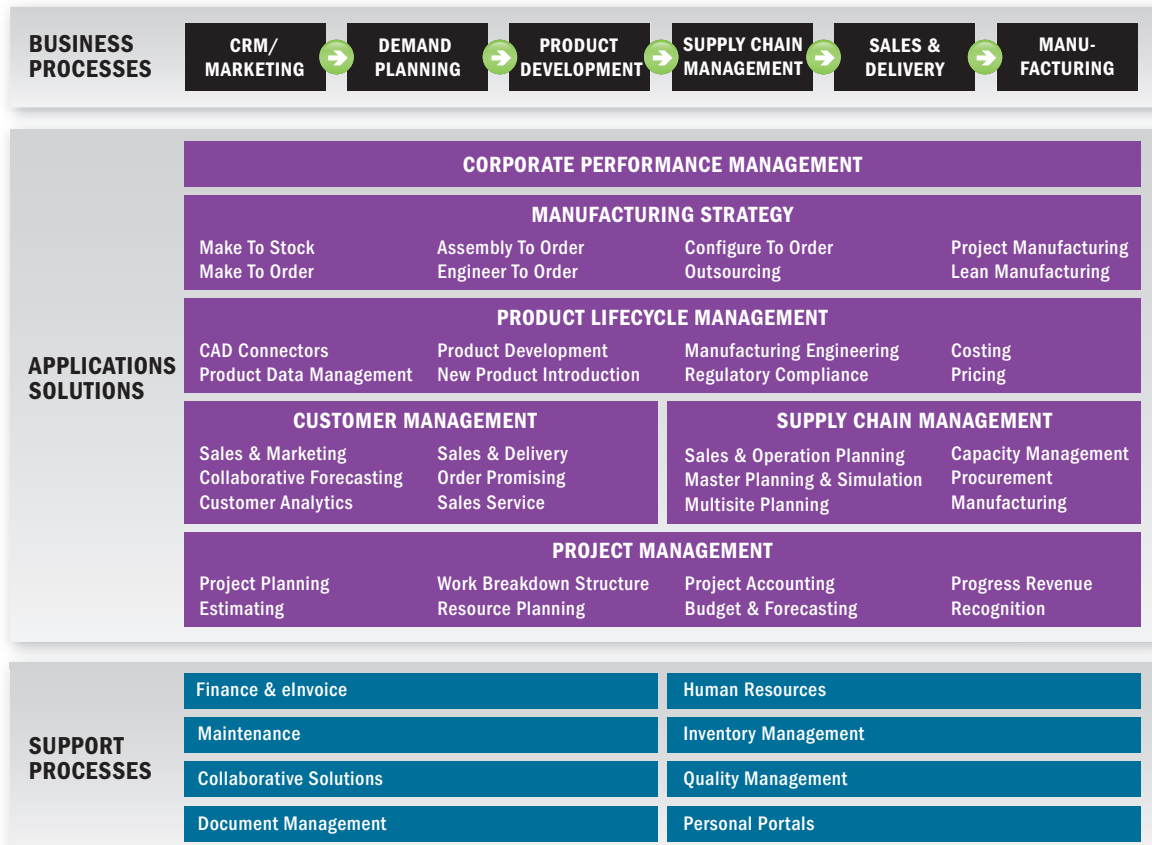 BUSINESS
PROCESSES
CRM/
MARKETING
DEMAND
PLANNING
PRODUCT
DEVELOPMENT
SUPPLY CHAIN
MANAGEMENT
SALES &
DELIVERY
MANU-
FACTURING
APPLICATIONS
SOLUTIONS
CORPORATE PERFORMANCE MANAGEMENT
MANUFACTURING STRATEGY
Make To Stock
Make To Order
Assembly To Order
Engineer To Order
Configure To Order
Outsourcing
Project Manufacturing
Lean Manufacturing
PRODUCT LIFECYCLE MANAGEMENT
CAD Connectors
Product Data Management
Product Development
New Product Introduction
Manufacturing Engineering
Regulatory Compliance
Costing
Pricing
CUSTOMER MANAGEMENT
Sales & Marketing
Collaborative Forecasting
Customer Analytics
Sales & Delivery
Order Promising
Sales Service
SUPPLY CHAIN MANAGEMENT
Sales & Operation Planning
Master Planning & Simulation
Multisite Planning
Capacity Management
Procurement
Manufacturing
PROJECT MANAGEMENT
Project Planning
Estimating
Work Breakdown Structure
Resource Planning
Project Accounting
Budget & Forecasting
Progress Revenue
Recognition
SUPPORT
PROCESSES
Finance & eInvoice
Human Resources
Maintenance
Inventory Management
Collaborative Solutions
Quality Management
Document Management
Personal Portals